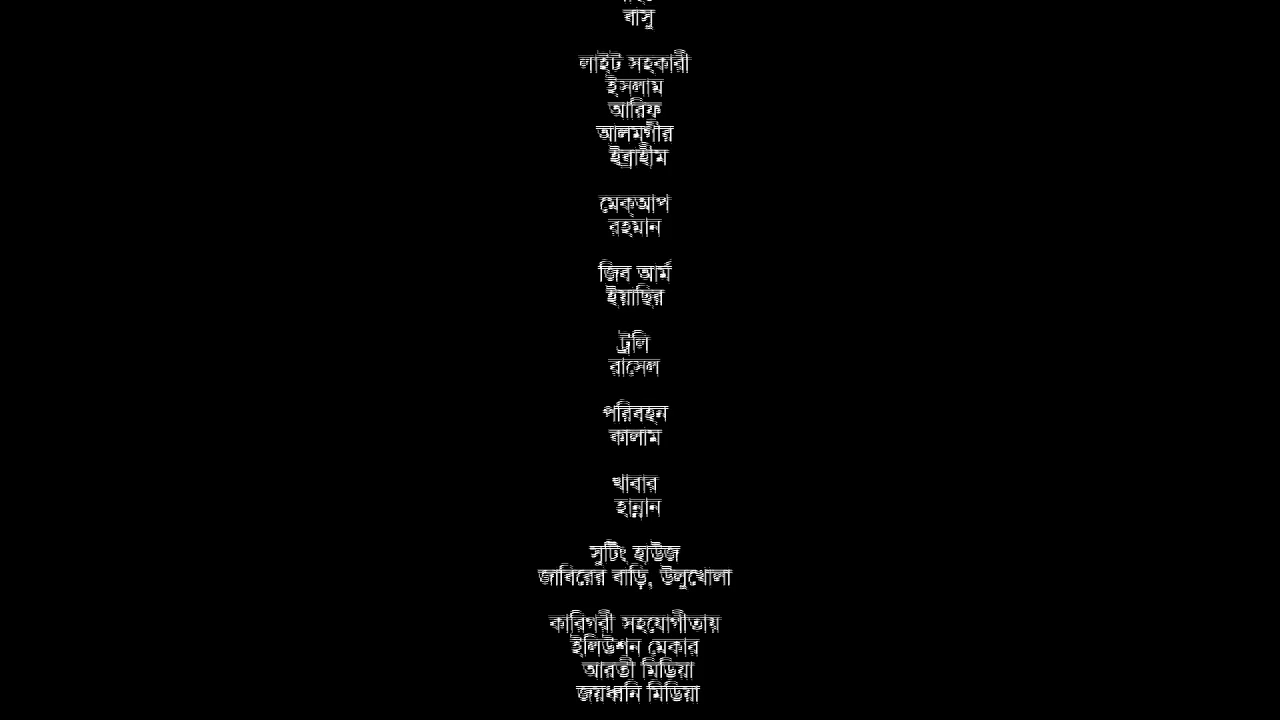 বাসু
লাইট সহকারী
ইসলাম
আরিফ
আলমগীর
ইব্রাহীম
মেক্আপ
রহমান
জিব আর্ম
ইয়াছির
ট্রলি
রাসেল
পরিবহন
কালাম
খাবার
হান্নান
সুটিং হাউজ
জাবিরের বাড়ি, উলুখোলা
কারিগরী সহযোগীতায়
ইলিউশন মেকার
আরতী মিডিয়া
জয়ধ্বনি মিডিয়া